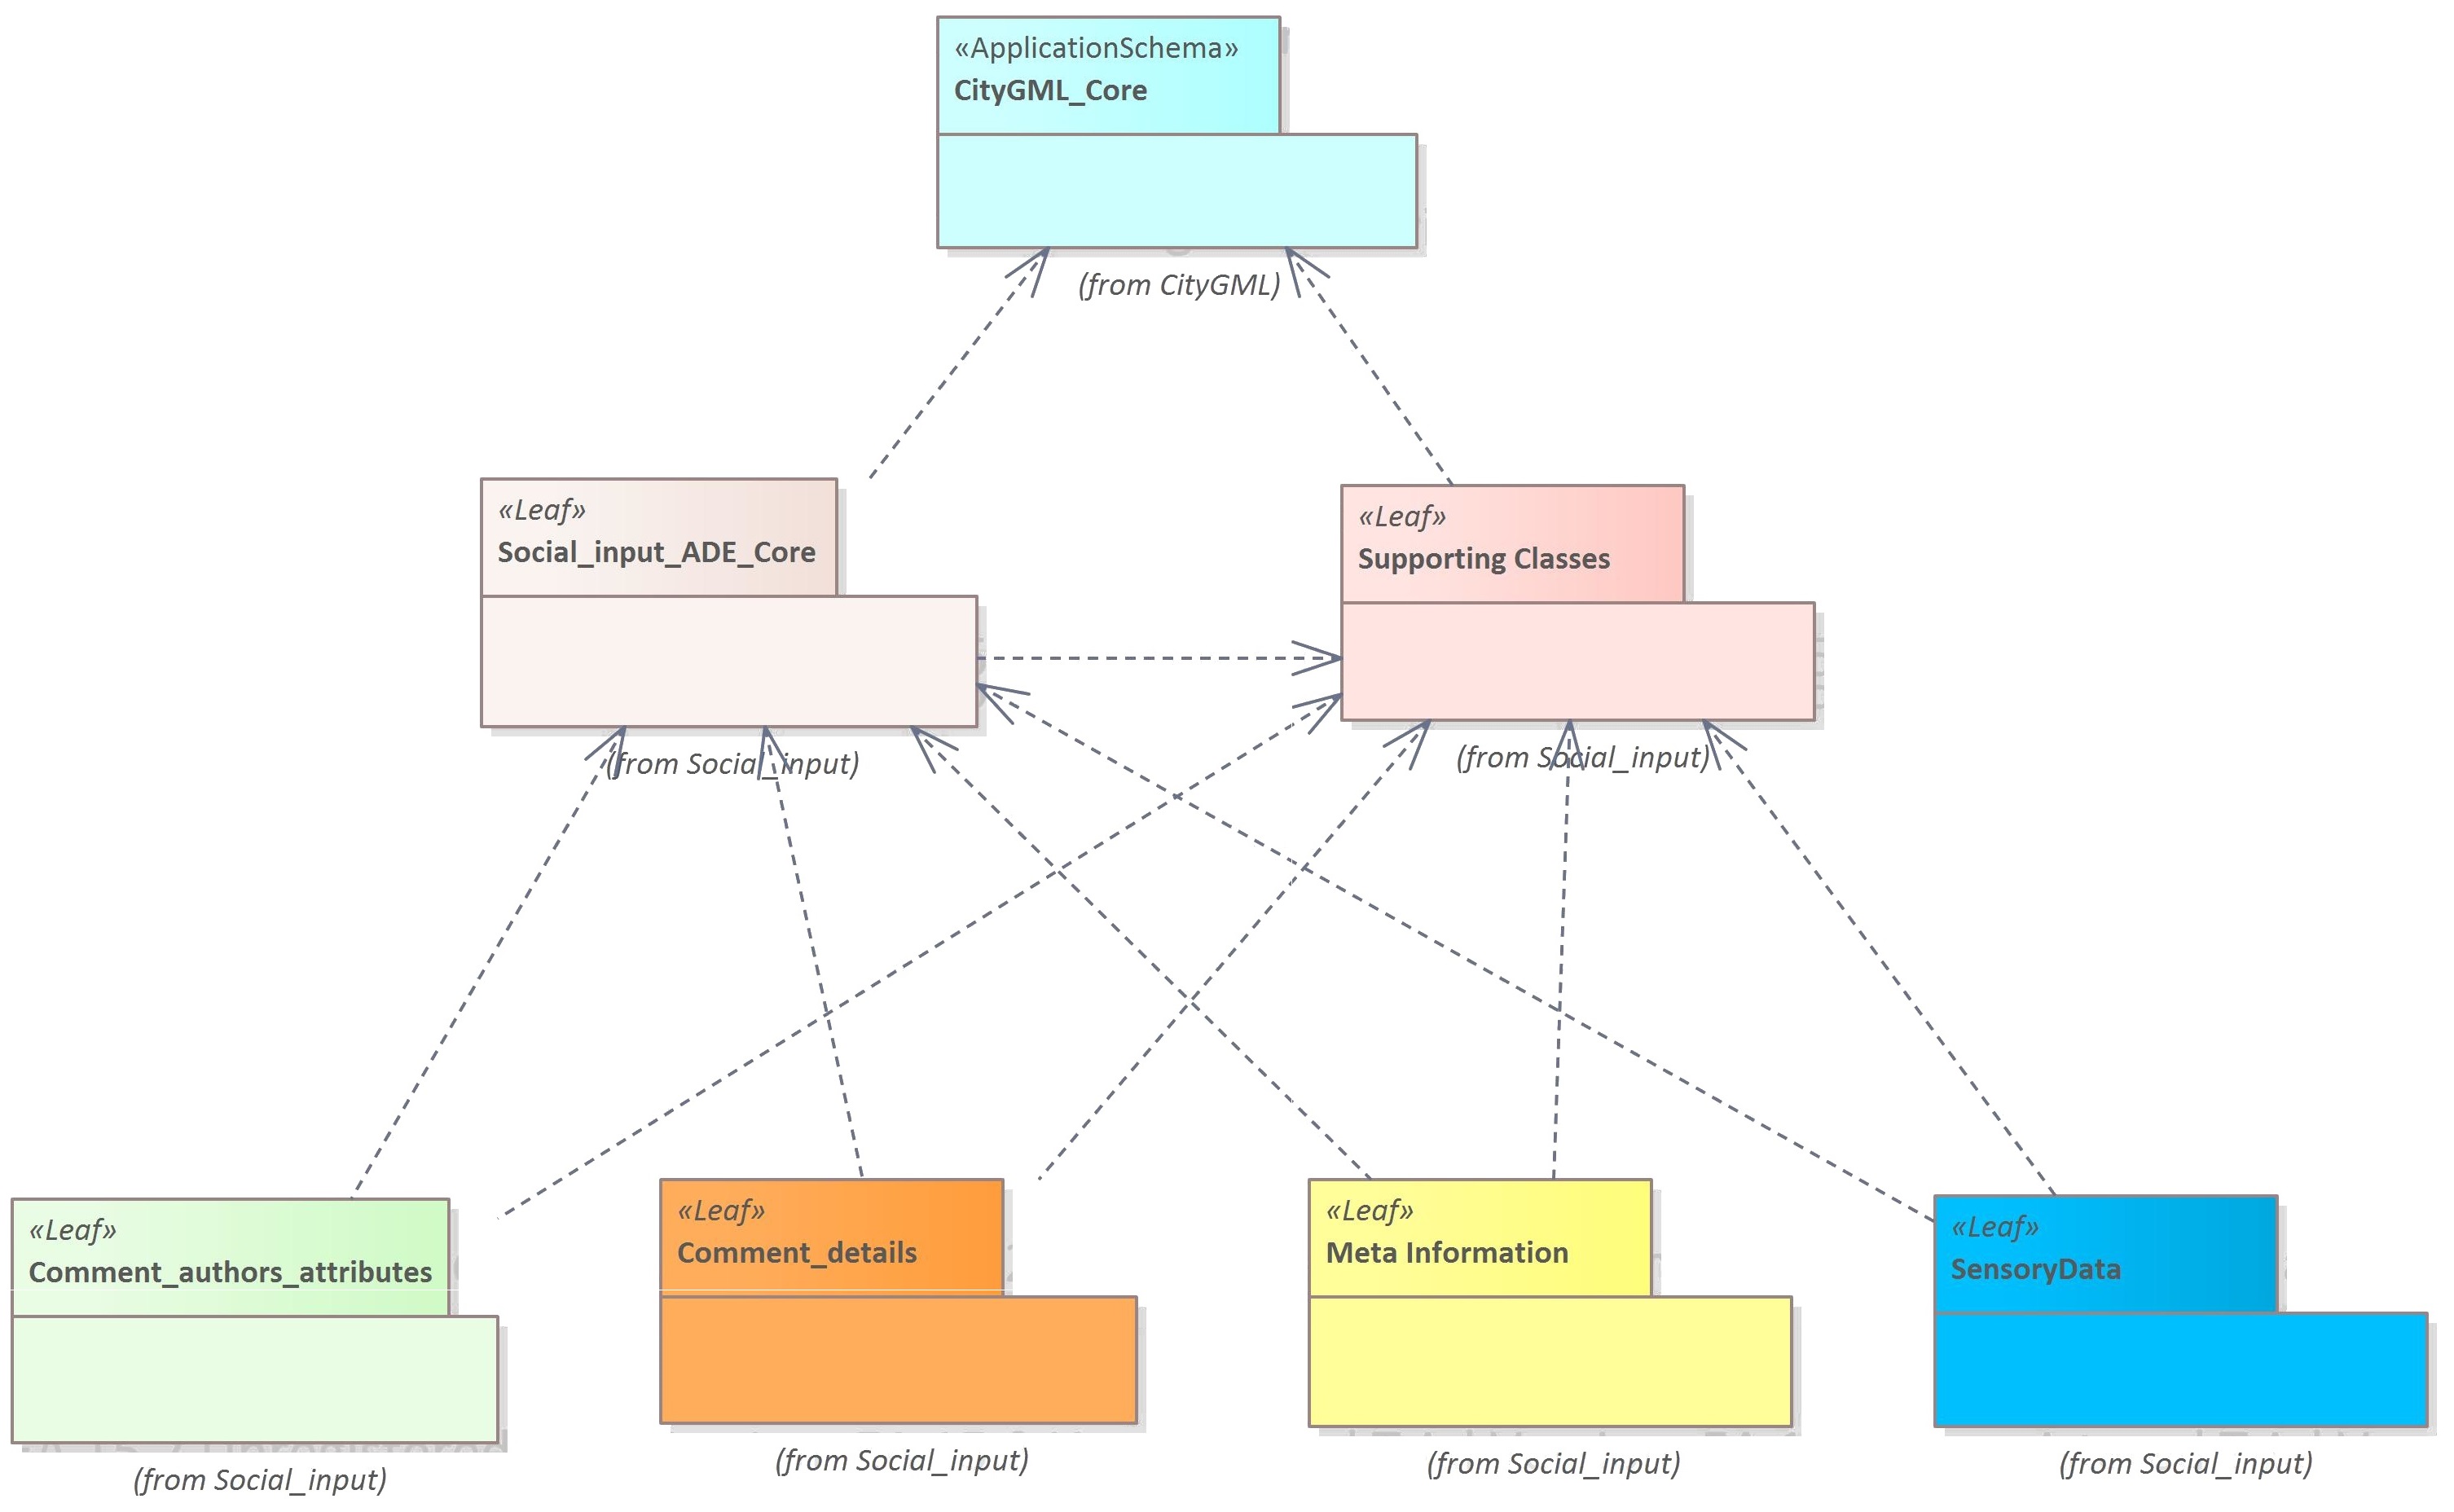 «ApplicationSchema»
CityGML_Core
(from CityGML)
«Leaf»
Social_input_ADE_Core
(from Social_input)
«Leaf»
Supporting Classes
(from Social_input)
«Leaf»
Comment_authors_attributes
(from Social_input)
«Leaf»
Comment_details
(from Social_input)
«Leaf»
Meta Information
(from Social_input)
«Leaf»
SensoryData
(from Social_input)